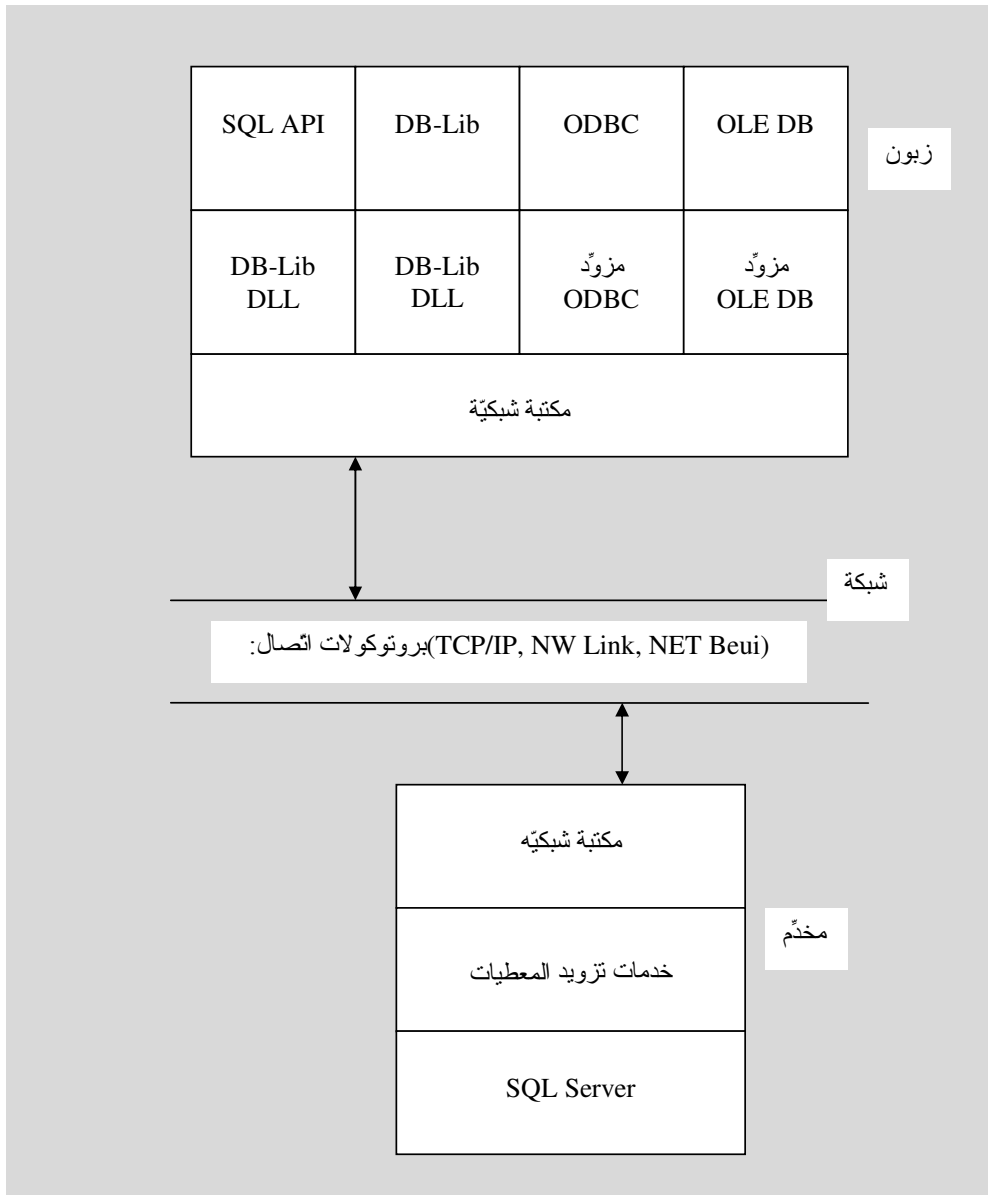 SQL API
DB-Lib
ODBC
OLE DB
زبون
DB-Lib
DLL
DB-Lib
DLL
مزوِّد
ODBC
مزوِّد
OLE DB
مكتبة شبكيّة
شبكة
بروتوكولات اتّصال: (TCP/IP, NW Link, NET Beui)
مكتبة شبكيّه
مخدِّم
خدمات تزويد المعطيات
SQL Server